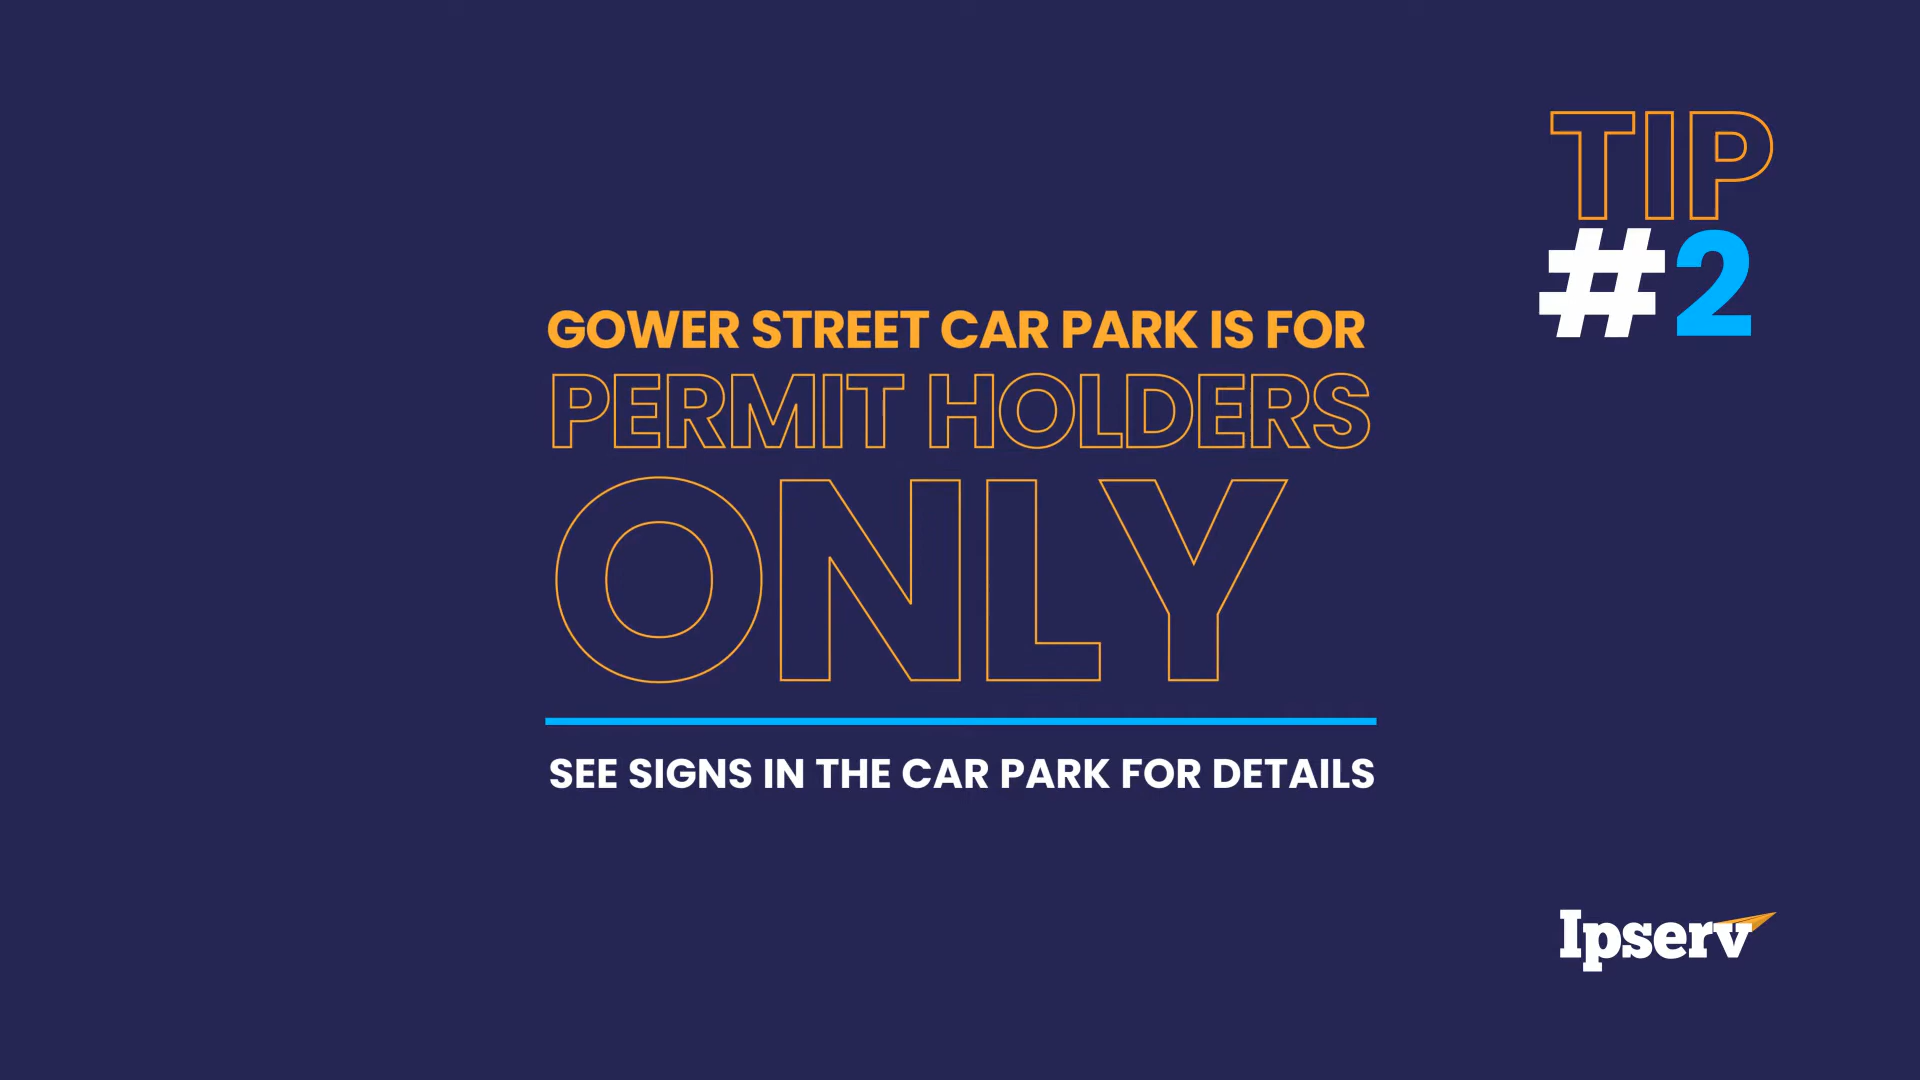 TIP
#2
GOWER STREET CAR PARK IS FOR
PERMIT HOLDERS
ONLY
SEE SIGNS IN THE CAR PARK FOR DETAILS
Ipserv